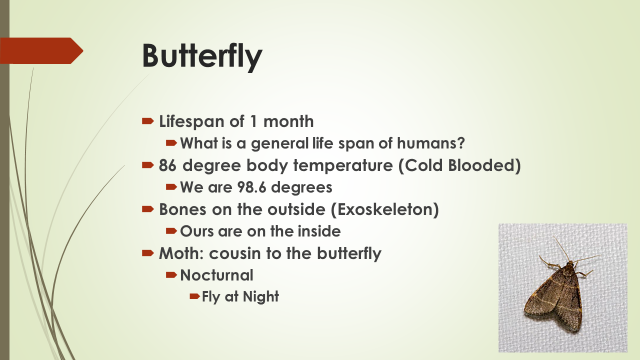 Butterfly
Lifespan of 1 month
What is a general life span of humans?
86 degree body temperature (Cold Blooded)
We are 98.6 degrees
Bones on the outside (Exoskeleton)
Ours are on the inside
Moth: cousin to the butterfly
Nocturnal
Fly at Night